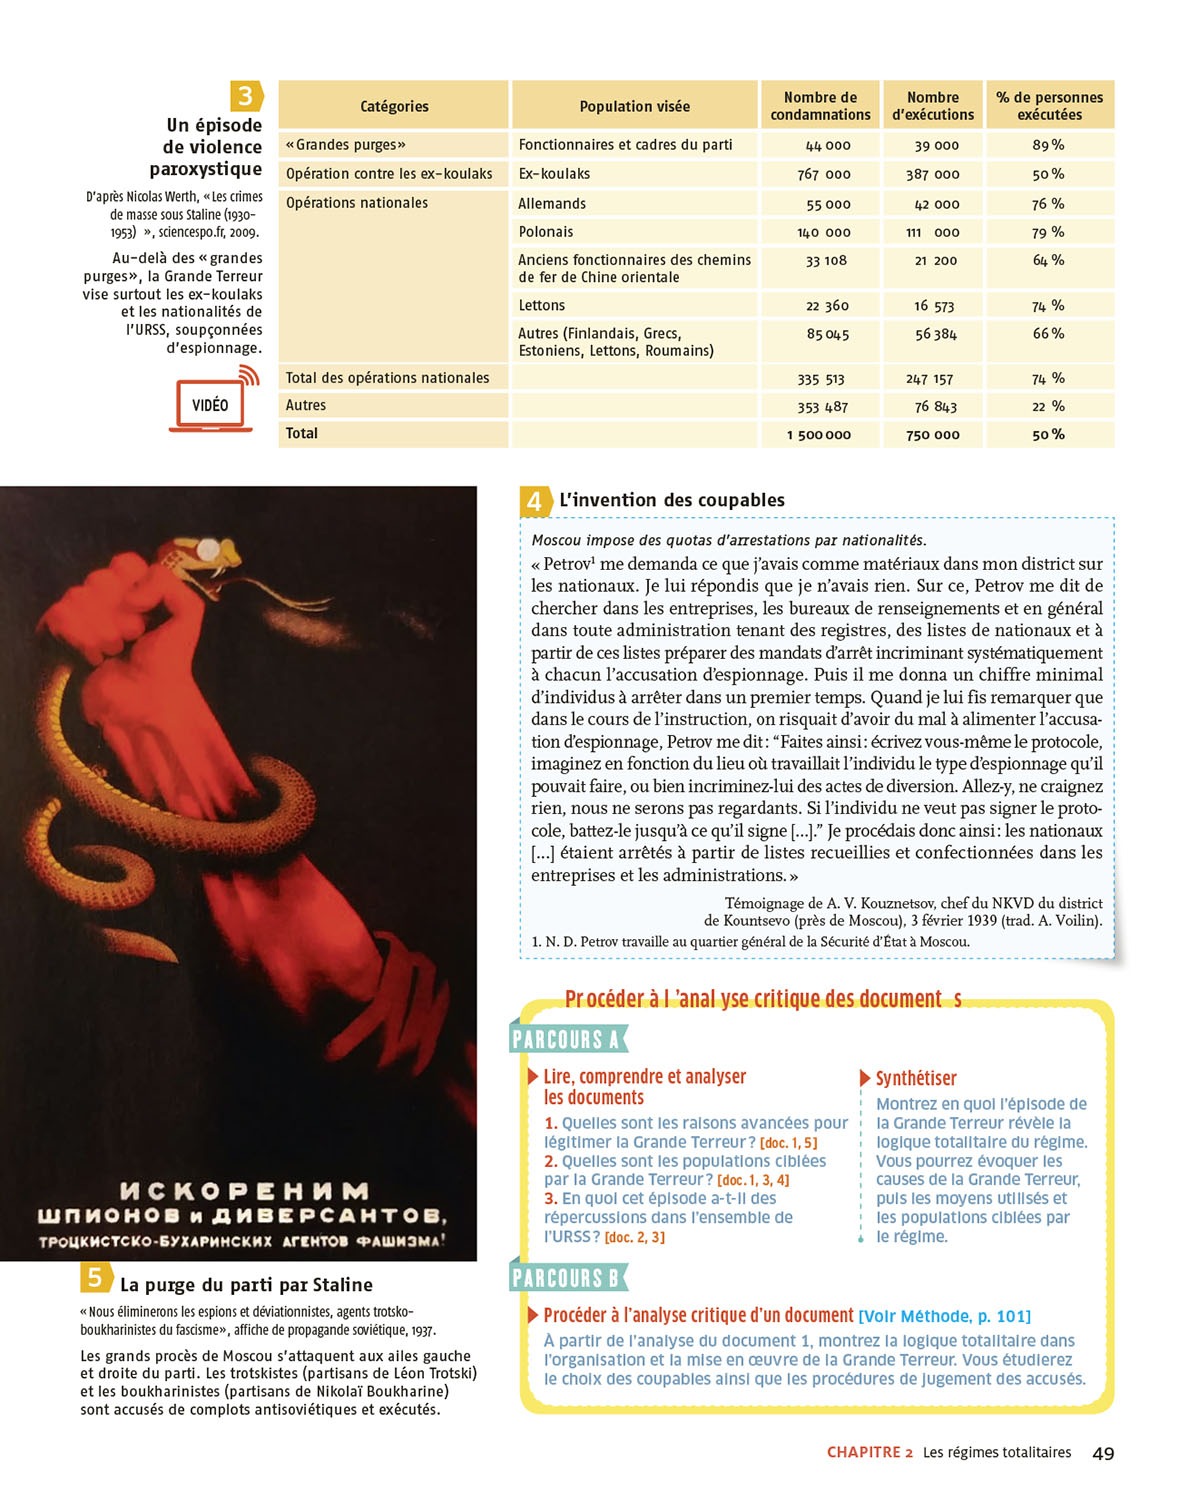 3
Un épisode
de violence
paroxystique
D'après Nicolas Werth, « Les crimes
de masse sous Staline (1930-
1953) », sciencespo.fr, 2009.
Au-delà des « grandes
purges», la Grande Terreur
vise surtout les ex-koulaks
et les nationalités de
l'URSS, soupçonnées
d'espionnage.
VIDÉO
Catégories Population visée Nombre de condamnations Nombre d'exécutions % de personnes exécutées
« Grandes purges» Fonctionnaires et cadres du parti 44 000 39 000 89 %
Opération contre les ex-koulaks Ex-koulaks 767 000 387 000 50 %
Opérations nationales Allemands 55 000 42 000 76 %
Polonais 140 000 111 000 79 %
Anciens fonctionnaires des chemins
de fer de Chine orientale 33 108 21 200 64 %
Lettons 22 360 16 573 74 %
Autres (Finlandais, Grecs,
Estoniens, Lettons, Roumains) 85 045 56 384 66 %
Total des opérations nationales 335 513 247 157 74 %
Autres 353 487 76 843 22 %
Total 1 500 000 750 000 50 %
ИСКОРЕНИМ
ШПИОНОВ и ДИВЕРСАНТОВ,
ТРОЦКИСТСКО-БУХАРИНСКИХ АГЕНТОВ ФАШИЗМА!
5 La purge du parti par Staline
« Nous éliminerons les espions et déviationnistes, agents trotsko-
boukharinistes du fascisme», affiche de propagande soviétique, 1937.
Les grands procès de Moscou s'attaquent aux ailes gauche
et droite du parti. Les trotskistes (partisans de Léon Trotski)
et les boukharinistes (partisans de Nikolaï Boukharine)
sont accusés de complots antisoviétiques et exécutés.
4 L'invention des coupables
Moscou impose des quotas d'arrestations par nationalités.
« Petrov¹ me demanda ce que j'avais comme matériaux dans mon district sur
les nationaux. Je lui répondis que je n'avais rien. Sur ce, Petrov me dit de
chercher dans les entreprises, les bureaux de renseignements et en général
dans toute administration tenant des registres, des listes de nationaux et à
partir de ces listes préparer des mandats d'arrêt incriminant systématiquement
à chacun l'accusation d'espionnage. Puis il me donna un chiffre minimal
d'individus à arrêter dans un premier temps. Quand je lui fis remarquer que
dans le cours de l'instruction, on risquait d'avoir du mal à alimenter l'accusa-
tion d'espionnage, Petrov me dit : “Faites ainsi : écrivez vous-même le protocole,
imaginez en fonction du lieu où travaillait l'individu le type d'espionnage qu'il
pouvait faire, ou bien incriminez-lui des actes de diversion. Allez-y, ne craignez
rien, nous ne serons pas regardants. Si l'individu ne veut pas signer le proto-
cole, battez-le jusqu'à ce qu'il signe [...].” Je procédais donc ainsi : les nationaux
[...] étaient arrêtés à partir de listes recueillies et confectionnées dans les
entreprises et les administrations. »
Témoignage de A. V. Kouznetsov, chef du NKVD du district
de Kountsevo (près de Moscou), 3 février 1939 (trad. A. Voilin).
1. N. D. Petrov travaille au quartier général de la Sécurité d'État à Moscou.
Procéder à l'analyse critique des documents
PARCOURS A
Lire, comprendre et analyser
les documents
1. Quelles sont les raisons avancées pour
légitimer la Grande Terreur ? [doc. 1, 5]
2. Quelles sont les populations ciblées
par la Grande Terreur ? [doc. 1, 3, 4]
3. En quoi cet épisode a-t-il des
répercussions dans l'ensemble de
l'URSS ? [doc. 2, 3]
Synthétiser
Montrez en quoi l'épisode de
la Grande Terreur révèle la
logique totalitaire du régime.
Vous pourrez évoquer les
causes de la Grande Terreur,
puis les moyens utilisés et
les populations ciblées par
le régime.
PARCOURS B
Procéder à l'analyse critique d'un document [Voir Méthode, p. 101]
À partir de l'analyse du document 1, montrez la logique totalitaire dans
l'organisation et la mise en œuvre de la Grande Terreur. Vous étudierez
le choix des coupables ainsi que les procédures de jugement des accusés.
CHAPITRE 2 Les régimes totalitaires 49